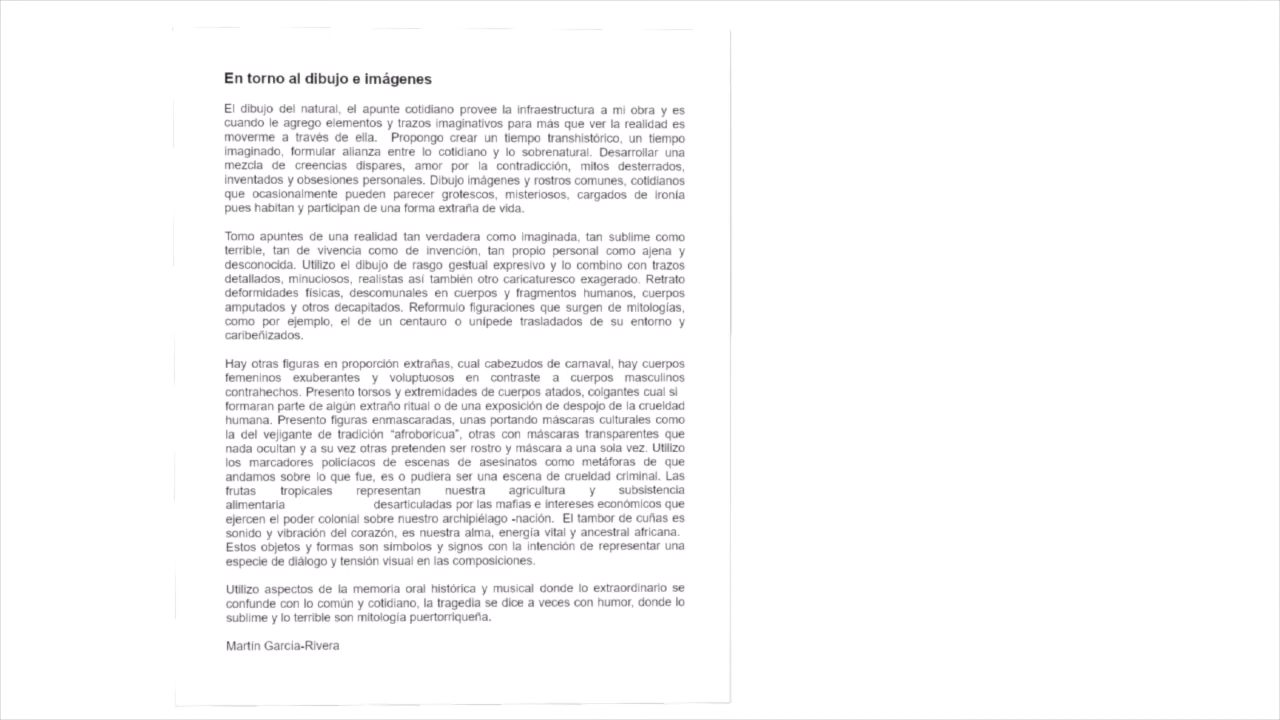 En torno al dibujo e imágenes
El dibujo del natural, el apunte cotidiano provee la infraestructura a mi obra y es
cuando le agrego elementos y trazos imaginativos para más que ver la realidad es
moverme a través de ella. Propongo crear un tiempo transhistórico, un tiempo
imaginado, formular alianza entre lo cotidiano y lo sobrenatural. Desarrollar una
mezcla de creencias dispares, amor por la contradicción, mitos desterrados,
inventados y obsesiones personales. Dibujo imágenes y rostros comunes, cotidianos
que ocasionalmente pueden parecer grotescos, misteriosos, cargados de ironía
pues habitan y participan de una forma extraña de vida.
Tomo apuntes de una realidad tan verdadera como imaginada, tan sublime como
terrible, tan de vivencia como de invención, tan propio personal como ajena y
desconocida. Utilizo el dibujo de rasgo gestual expresivo y lo combino con trazos
detallados, minuciosos, realistas así también otro caricaturesco exagerado. Retrato
deformidades físicas, descomunales en cuerpos y fragmentos humanos, cuerpos
amputados y otros decapitados. Reformulo figuraciones que surgen de mitologías,
como por ejemplo, el de un centauro o unípede trasladados de su entorno y
caribeñizados.
Hay otras figuras en proporción extrañas, cual cabezudos de carnaval, hay cuerpos
femeninos exuberantes y voluptuosos en contraste a cuerpos masculinos
contrahechos. Presento torsos y extremidades de cuerpos atados, colgantes cual si
formaran parte de algún extraño ritual o de una exposición de despojo de la crueldad
humana. Presento figuras enmascaradas, unas portando máscaras culturales como
la del vejigante de tradición “afroboricua”, otras con máscaras transparentes que
nada ocultan y a su vez otras pretenden ser rostro y máscara a una sola vez. Utilizo
los marcadores policíacos de escenas de asesinatos como metáforas de que
andamos sobre lo que fue, es o pudiera ser una escena de crueldad criminal. Las
frutas tropicales representan nuestra agricultura y subsistencia
alimentaria desarticuladas por las mafias e intereses económicos que
ejercen el poder colonial sobre nuestro archipiélago -nación. El tambor de cuñas es
sonido y vibración del corazón, es nuestra alma, energía vital y ancestral africana.
Estos objetos y formas son símbolos y signos con la intención de representar una
especie de diálogo y tensión visual en las composiciones.
Utilizo aspectos de la memoria oral histórica y musical donde lo extraordinario se
confunde con lo común y cotidiano, la tragedia se dice a veces con humor, donde lo
sublime y lo terrible son mitología puertorriqueña.
Martín García-Rivera